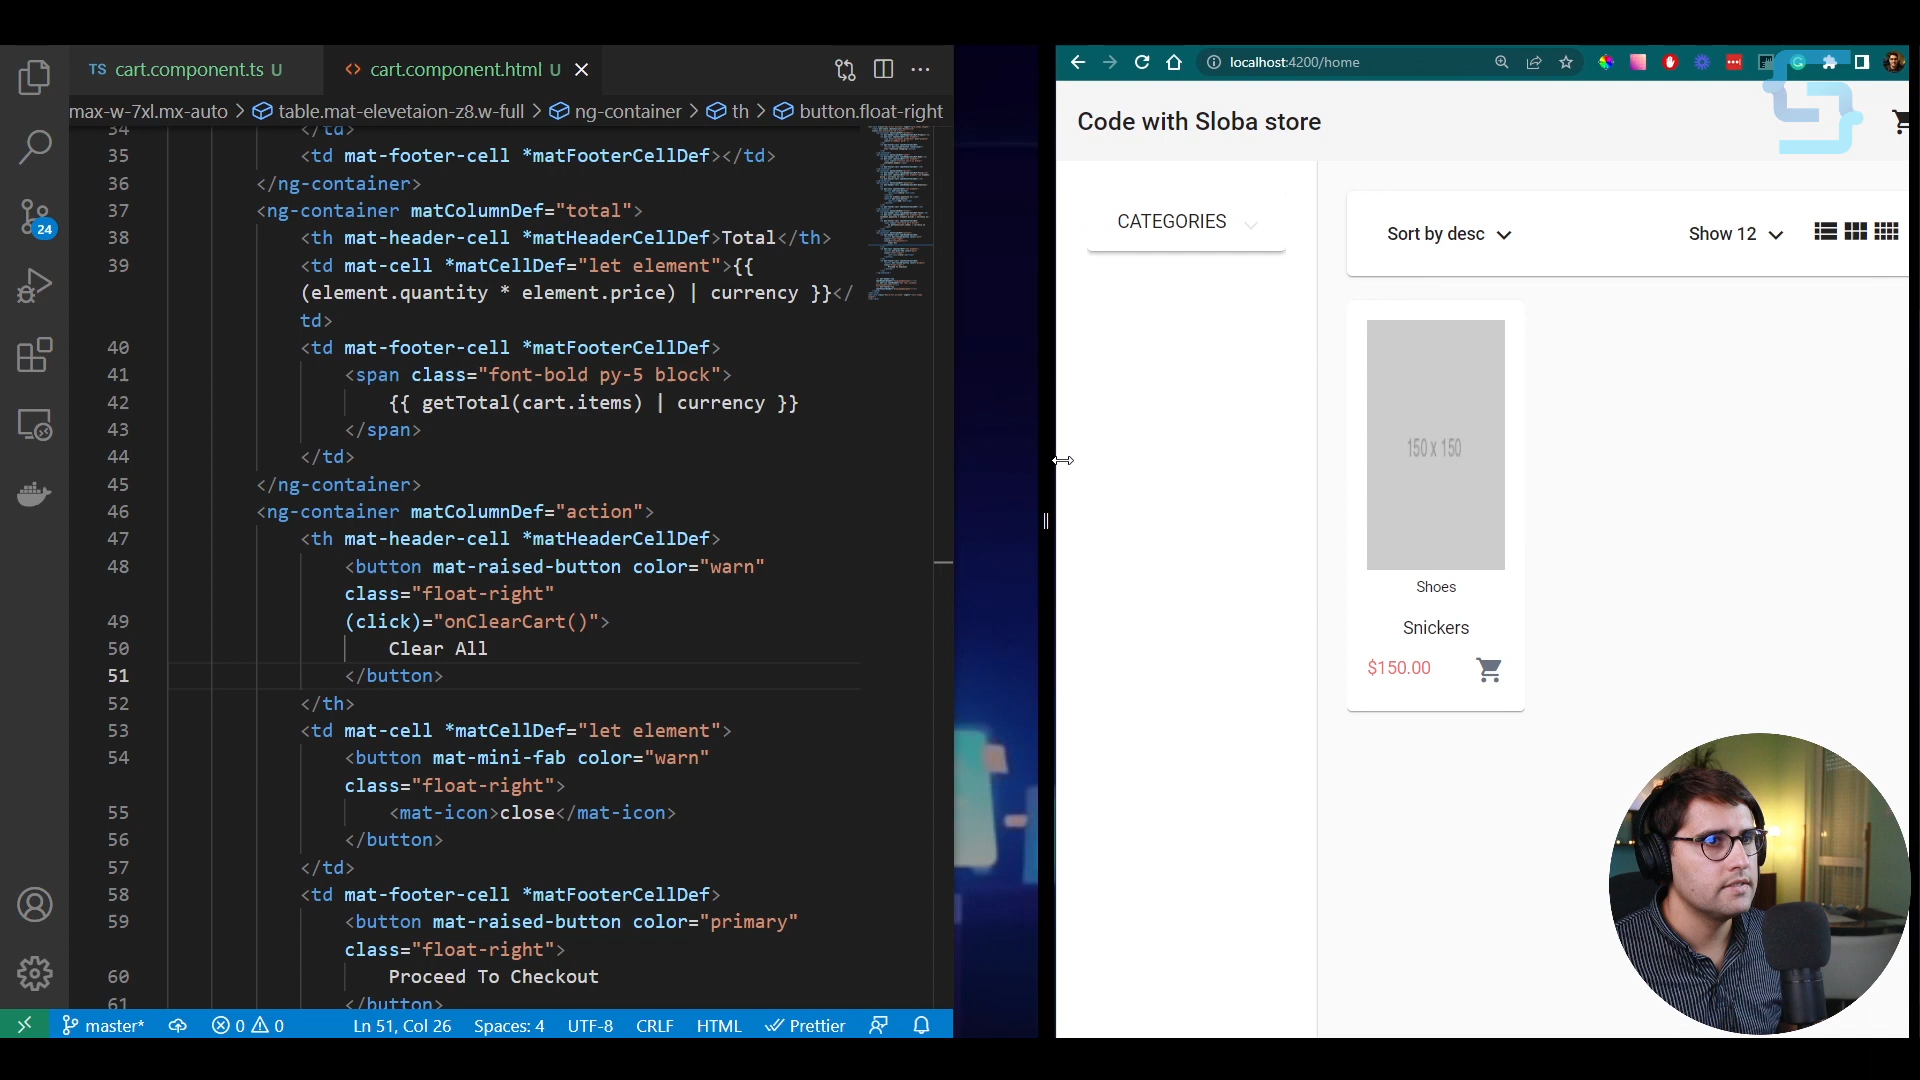 TS cart.component.ts U
<> cart.component.html U
max-w-7xl.mx-auto > table.mat-elevetaion-z8.w-full > ng-container > th > button.float-right
34 </td>
35 <td mat-footer-cell *matFooterCellDef></td>
36 </ng-container>
37 <ng-container matColumnDef="total">
38 <th mat-header-cell *matHeaderCellDef>Total</th>
39 <td mat-cell *matCellDef="let element">{{
(element.quantity * element.price) | currency }}</
td>
40 <td mat-footer-cell *matFooterCellDef>
41 <span class="font-bold py-5 block">
42 {{ getTotal(cart.items) | currency }}
43 </span>
44 </td>
45 </ng-container>
46 <ng-container matColumnDef="action">
47 <th mat-header-cell *matHeaderCellDef>
48 <button mat-raised-button color="warn"
class="float-right"
49 (click)="onClearCart()">
50 Clear All
51 </button>
52 </th>
53 <td mat-cell *matCellDef="let element">
54 <button mat-mini-fab color="warn"
class="float-right">
55 <mat-icon>close</mat-icon>
56 </button>
57 </td>
58 <td mat-footer-cell *matFooterCellDef>
59 <button mat-raised-button color="primary"
class="float-right">
60 Proceed To Checkout
61 </button>
24
master* 0 0 Ln 51, Col 26 Spaces: 4 UTF-8 CRLF HTML Prettier
localhost:4200/home
Code with Sloba store
CATEGORIES
Sort by desc
Show 12
150 x 150
Shoes
Snickers
$150.00